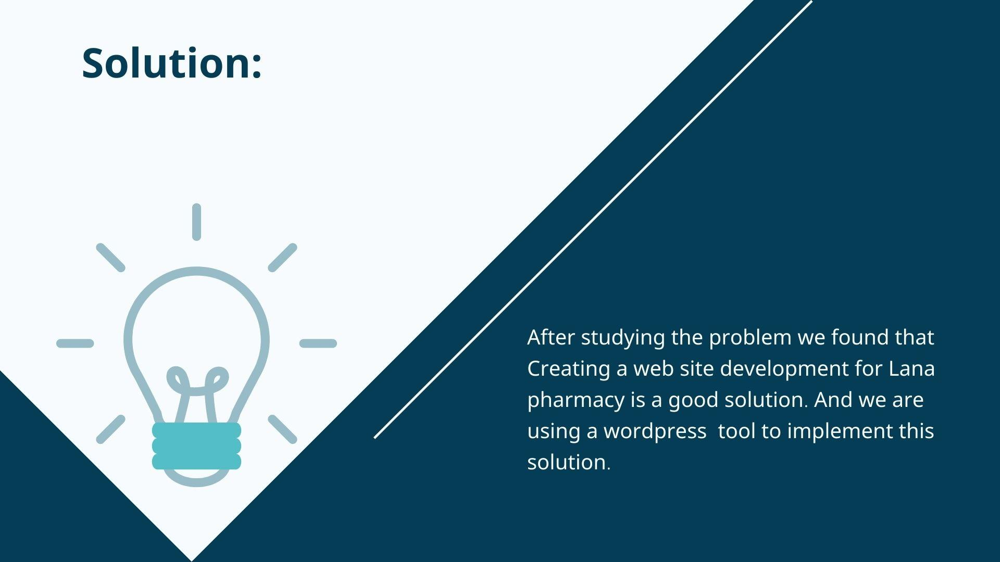 Solution:
After studying the problem we found that
Creating a web site development for Lana
pharmacy is a good solution. And we are
using a wordpress  tool to implement this
solution.